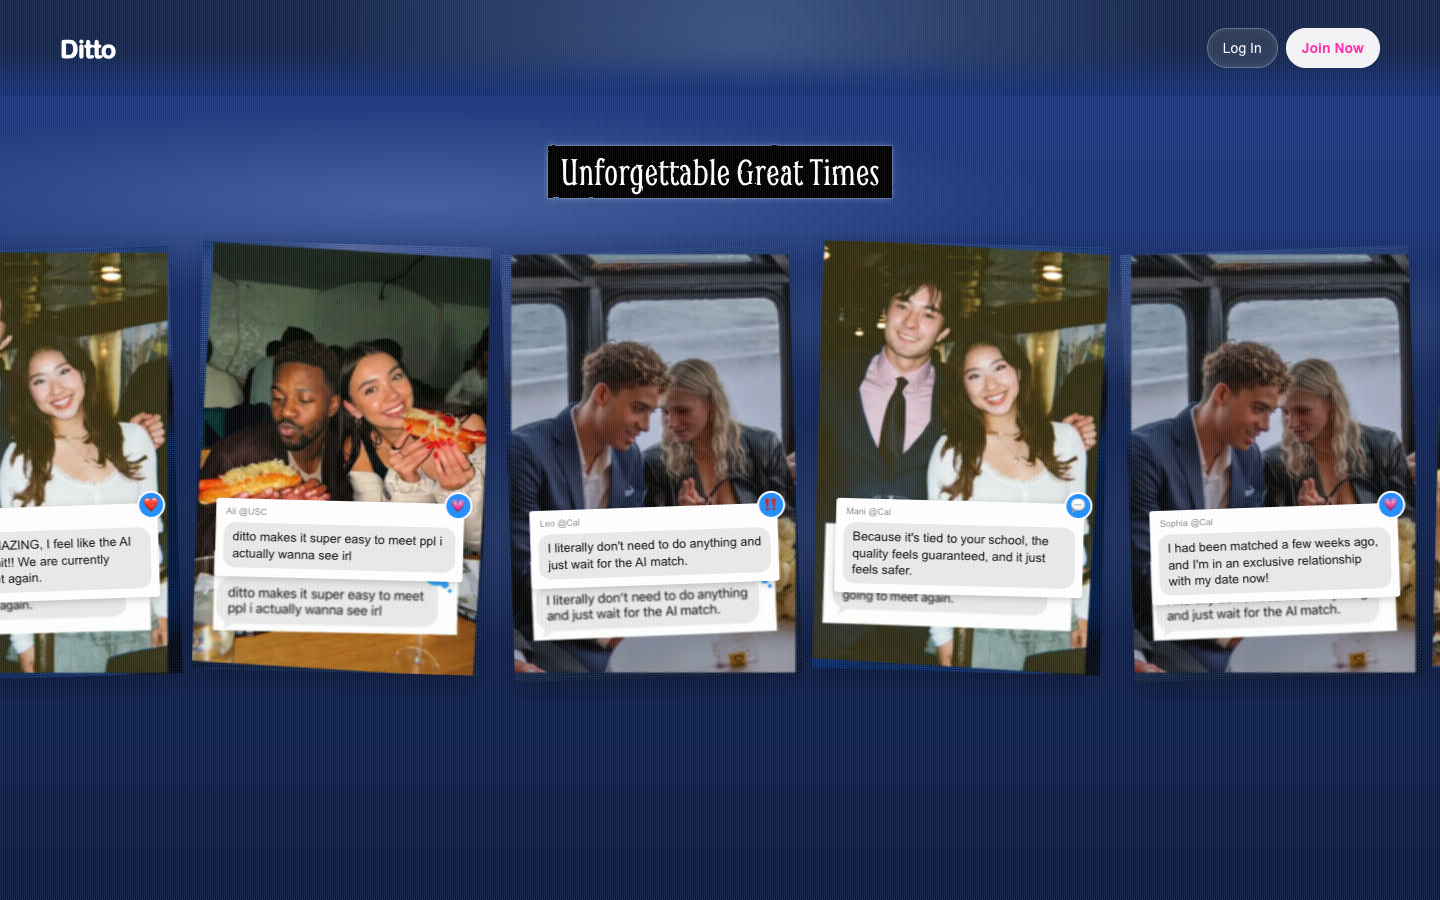 Ditto
Log In
Join Now
Unforgettable Great Times
AZING, I feel like the AI
it!! We are currently
t again.
again.
Ali @USC
ditto makes it super easy to meet ppl i
actually wanna see irl
ditto makes it super easy to meet
ppl i actually wanna see irl
Leo @Cal
I literally don't need to do anything and
just wait for the AI match.
I literally don't need to do anything
and just wait for the AI match.
Mani @Cal
Because it's tied to your school, the
quality feels guaranteed, and it just
feels safer.
going to meet again.
Sophia @Cal
I had been matched a few weeks ago,
and I'm in an exclusive relationship
with my date now!
and just wait for the AI match.